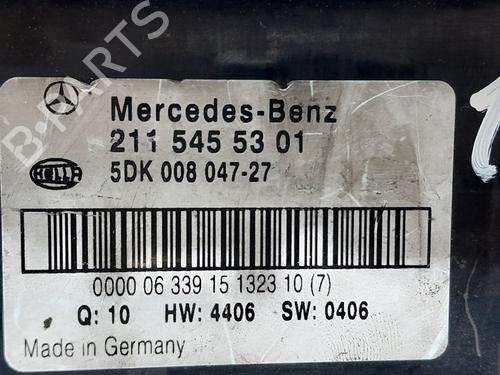 B-PARTS
Mercedes-Benz
211 545 53 01
HELLA
5DK 008 047-27
0000 06 339 15 1323 10 (7)
Q: 10 HW: 4406 SW: 0406
Made in Germany